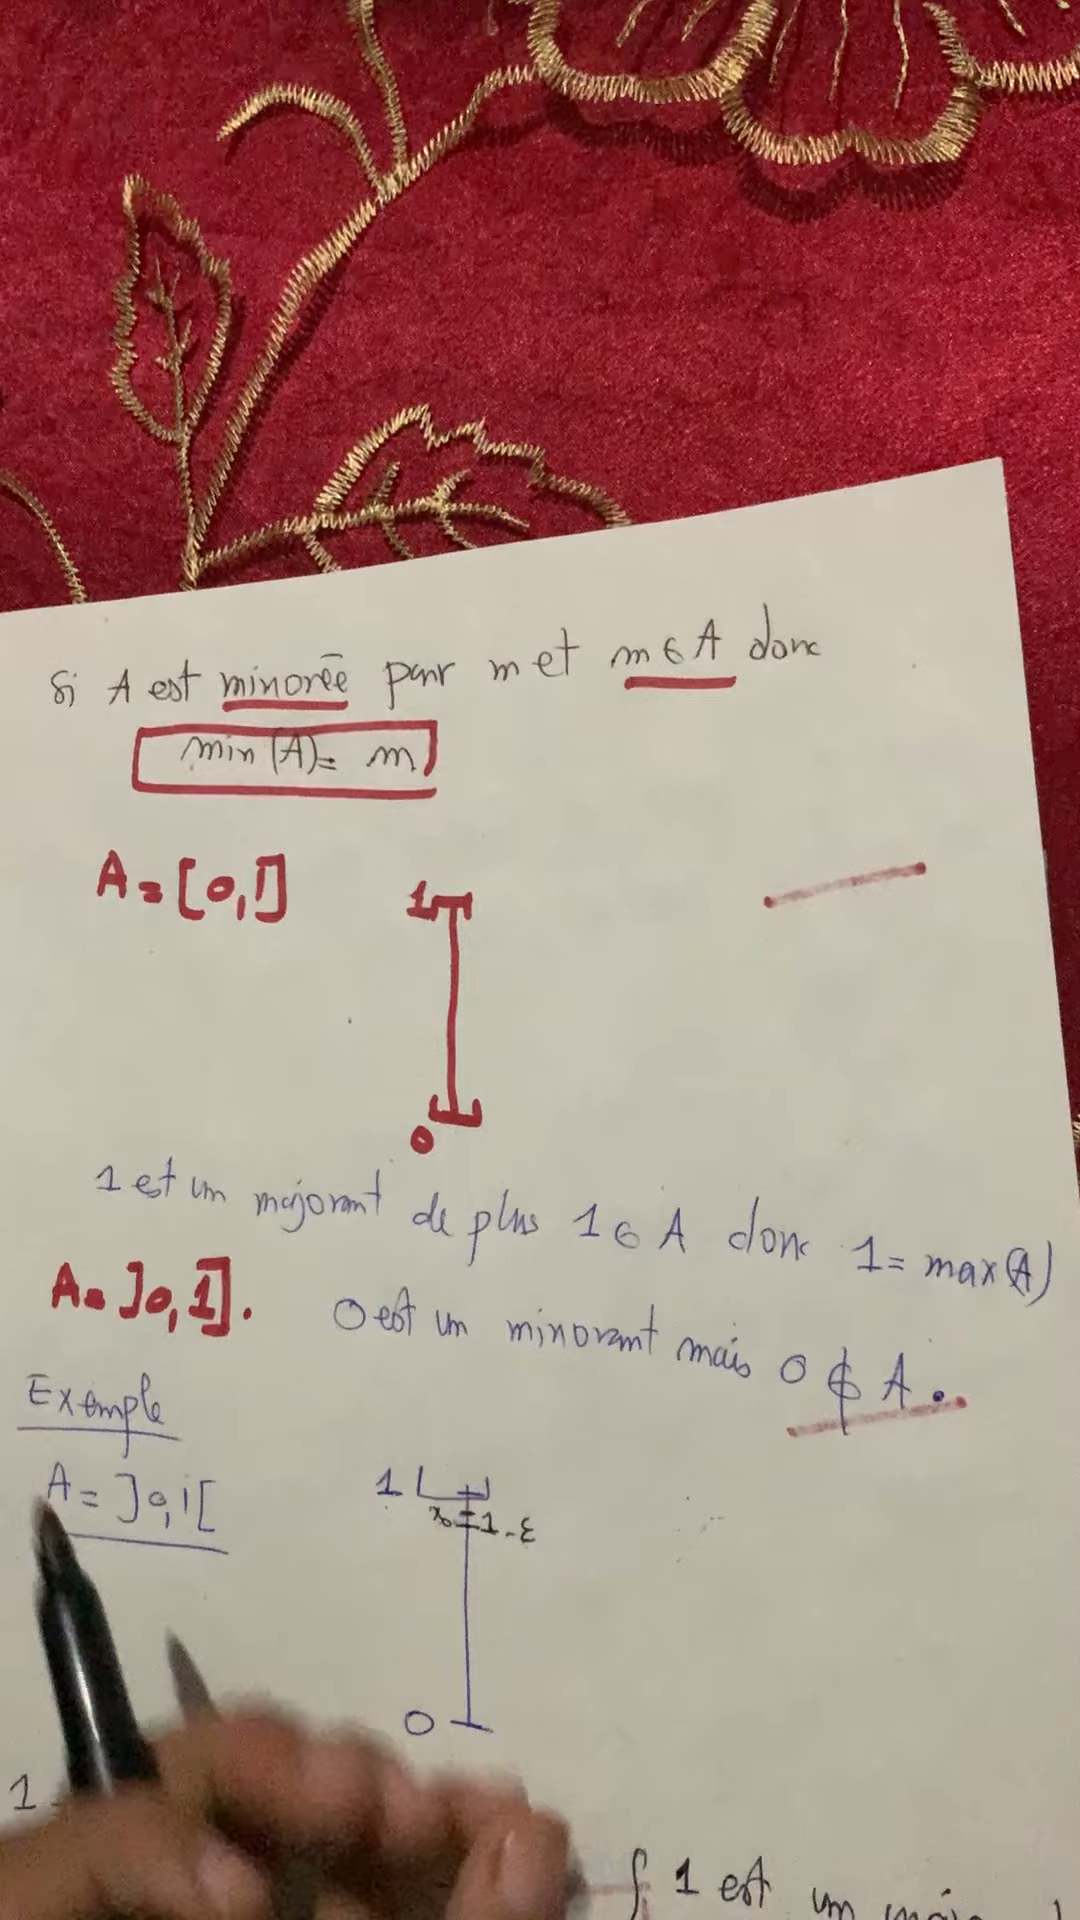 Si A est minorée par m et m ∈ A donc
min (A) = m
A = [0,1]
1
0
1 est un majorant de plus 1 ∈ A donc 1 = max(A)
A = ]0,1].
0 est un minorant mais 0 ∉ A.
Exemple
A = ]0,1[
1
x₀ = 1-ε
0
1
1 est un